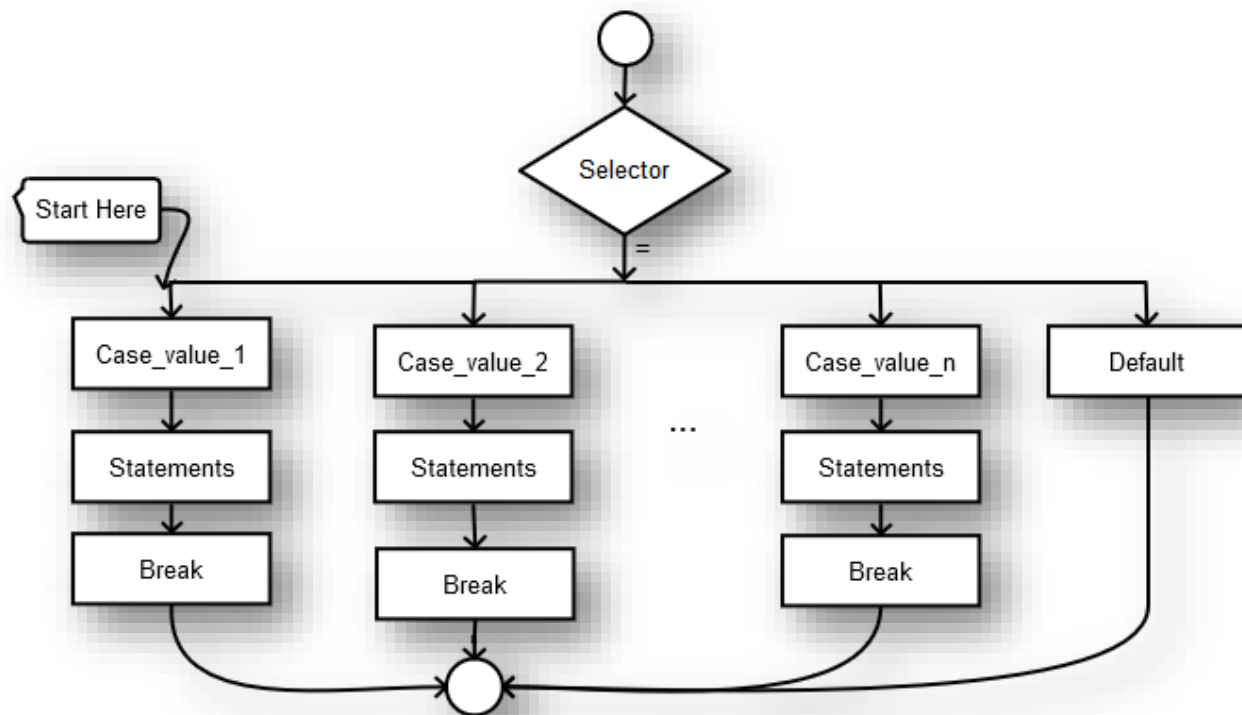 Selector
Start Here
=
Case_value_1
Case_value_2
Case_value_n
Default
...
Statements
Statements
Statements
Break
Break
Break